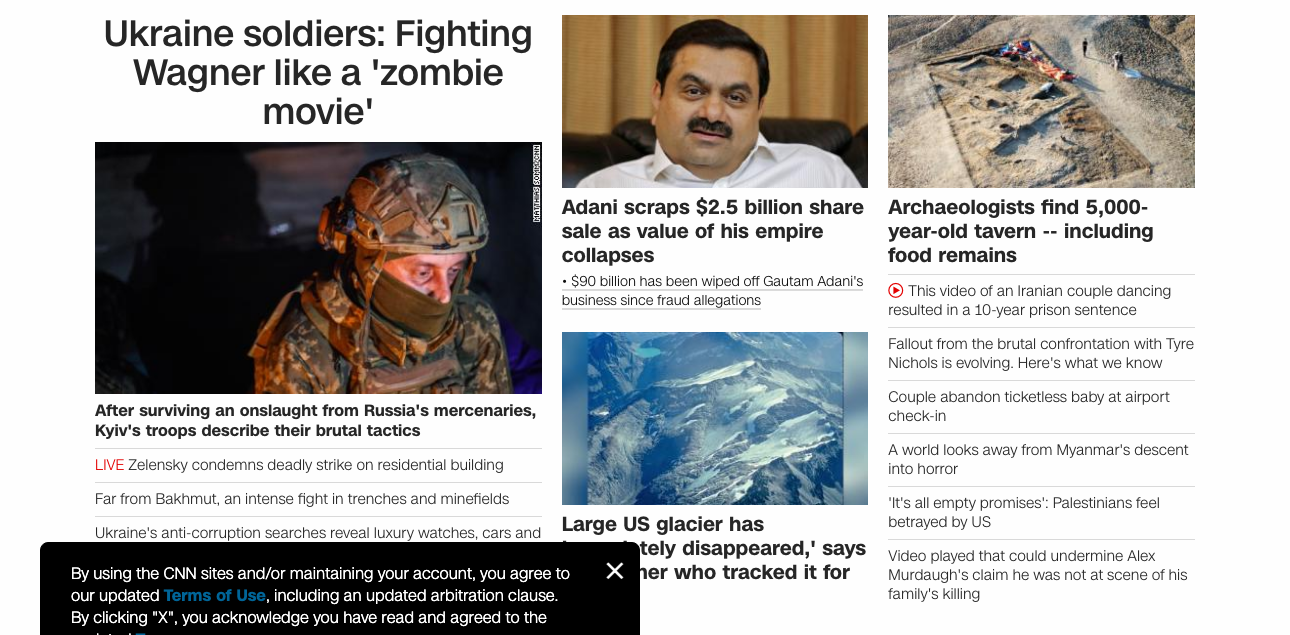 Ukraine soldiers: Fighting
Wagner like a 'zombie
movie'
After surviving an onslaught from Russia's mercenaries,
Kyiv's troops describe their brutal tactics
LIVE Zelensky condemns deadly strike on residential building
Far from Bakhmut, an intense fight in trenches and minefields
Ukraine's anti-corruption searches reveal luxury watches, cars and
By using the CNN sites and/or maintaining your account, you agree to
our updated Terms of Use, including an updated arbitration clause.
By clicking "X", you acknowledge you have read and agreed to the
Adani scraps $2.5 billion share
sale as value of his empire
collapses
• $90 billion has been wiped off Gautam Adani's
business since fraud allegations
Large US glacier has
disappeared,' says
who tracked it for
Archaeologists find 5,000-
year-old tavern -- including
food remains
This video of an Iranian couple dancing
resulted in a 10-year prison sentence
Fallout from the brutal confrontation with Tyre
Nichols is evolving. Here's what we know
Couple abandon ticketless baby at airport
check-in
A world looks away from Myanmar's descent
into horror
'It's all empty promises': Palestinians feel
betrayed by US
Video played that could undermine Alex
Murdaugh's claim he was not at scene of his
family's killing